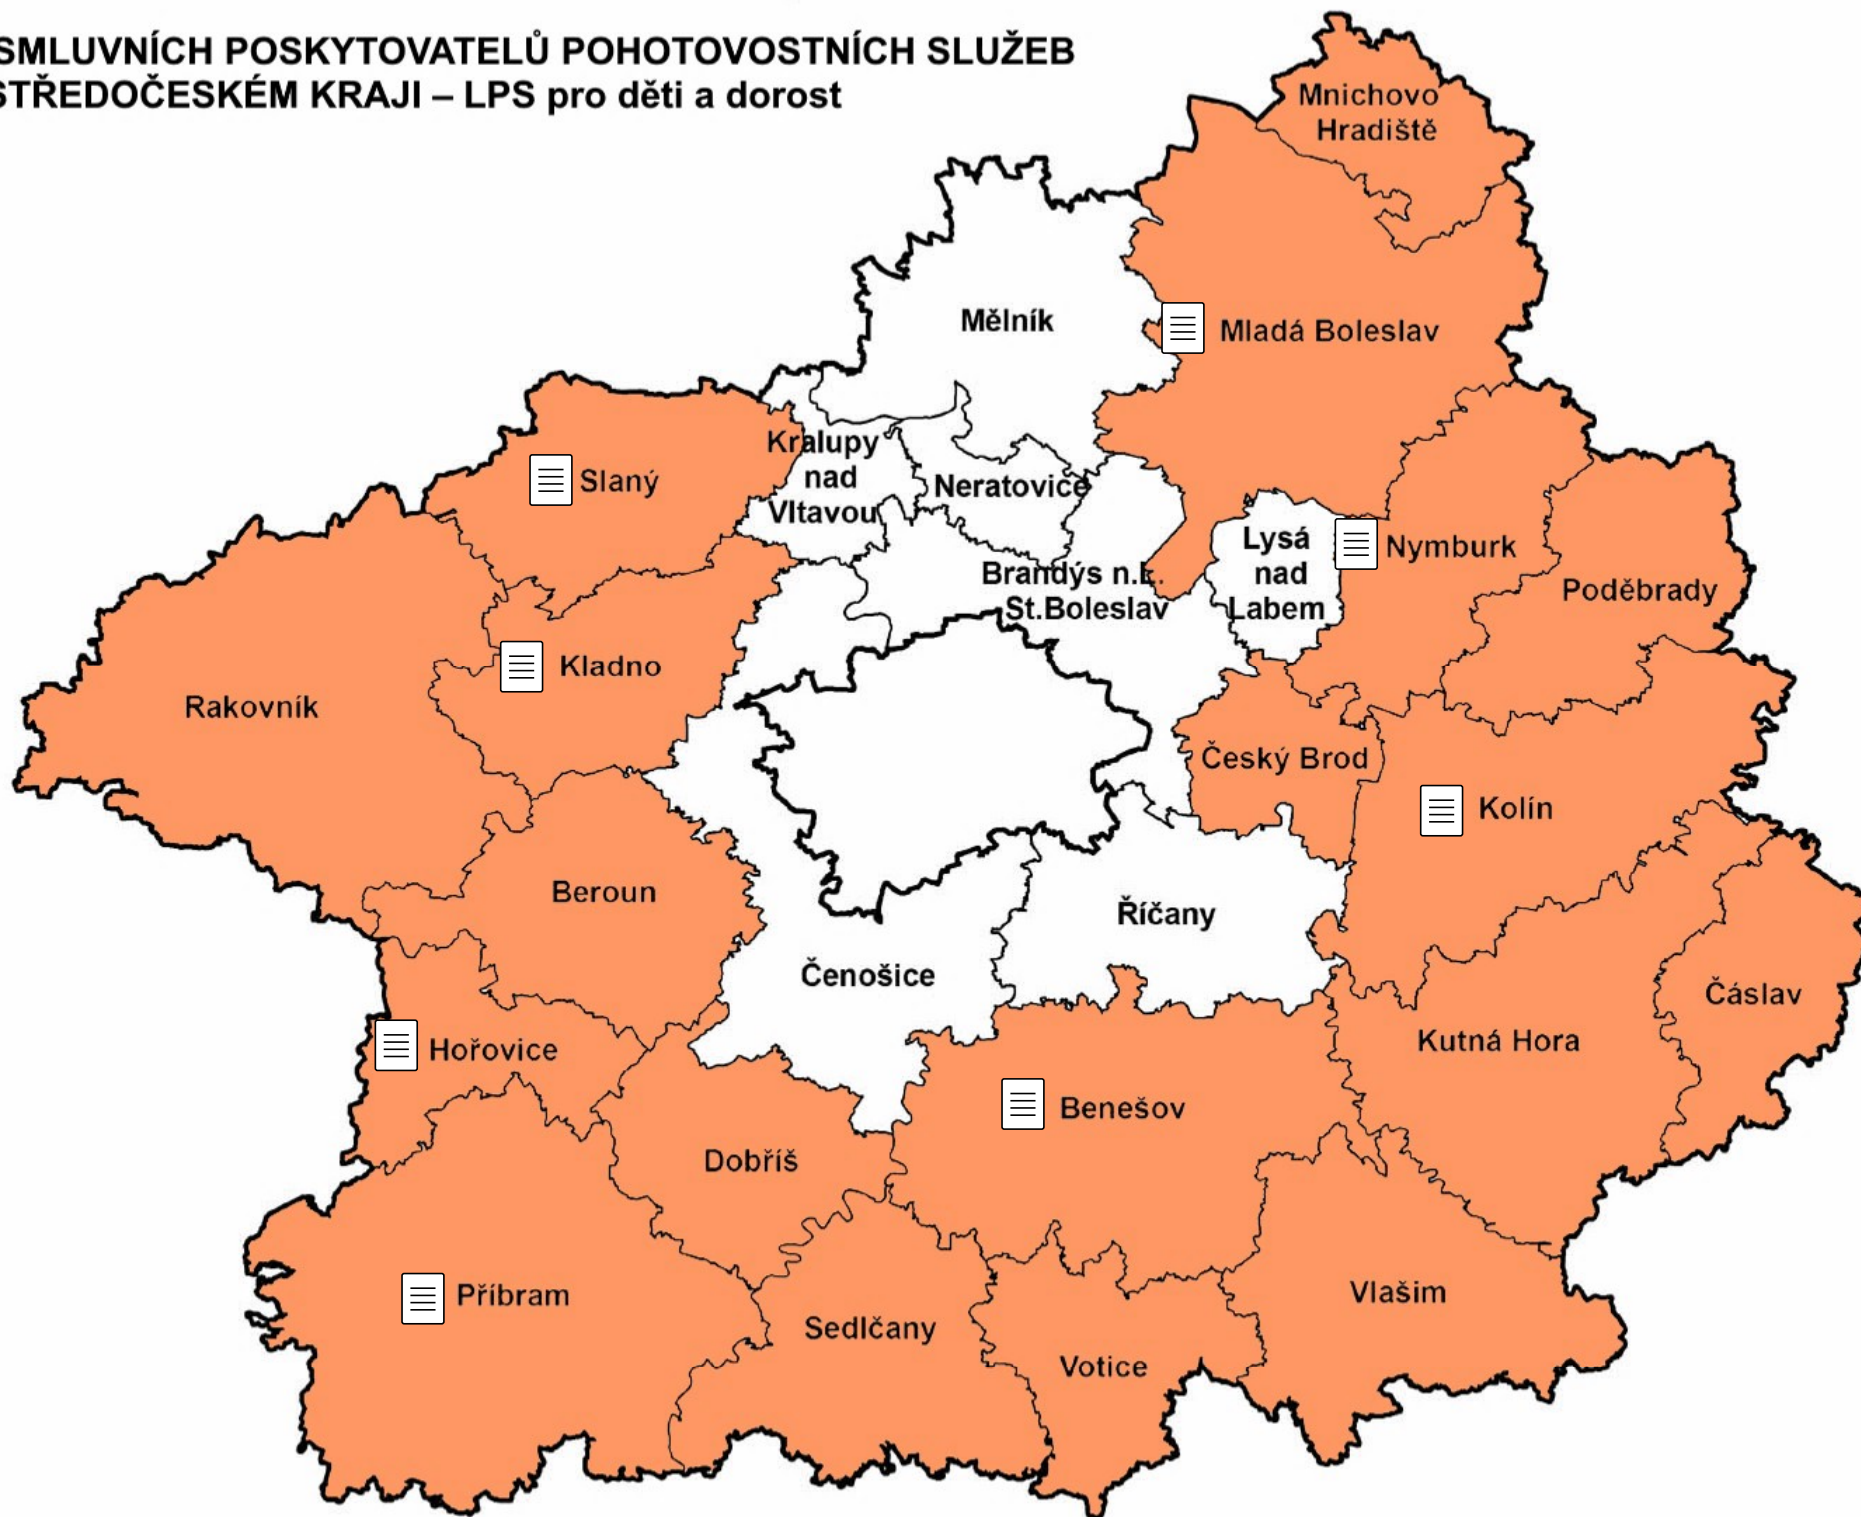 SMLUVNÍCH POSKYTOVATELŮ POHOTOVOSTNÍCH SLUŽEB
STŘEDOČESKÉM KRAJI – LPS pro děti a dorost
Mnichovo
Hradiště
Mělník
Mladá Boleslav
Kralupy
nad
Vltavou
Slaný
Neratovice
Lysá
nad
Labem
Nymburk
Brandýs n.L.
St.Boleslav
Poděbrady
Kladno
Rakovník
Český Brod
Kolín
Beroun
Říčany
Čenošice
Čáslav
Hořovice
Kutná Hora
Benešov
Dobříš
Příbram
Vlašim
Sedlčany
Votice